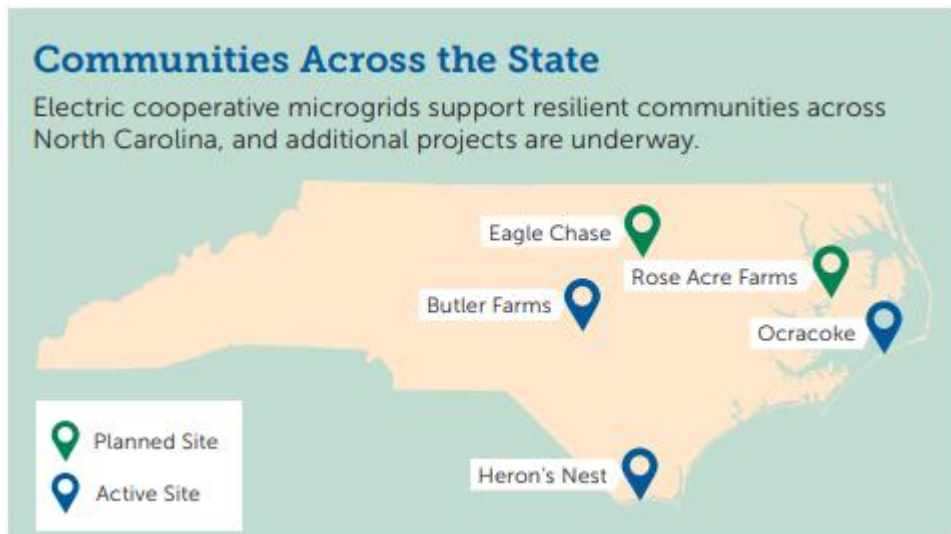 Communities Across the State
Electric cooperative microgrids support resilient communities across
North Carolina, and additional projects are underway.
Eagle Chase
Rose Acre Farms
Butler Farms
Ocracoke
Heron's Nest
Planned Site
Active Site